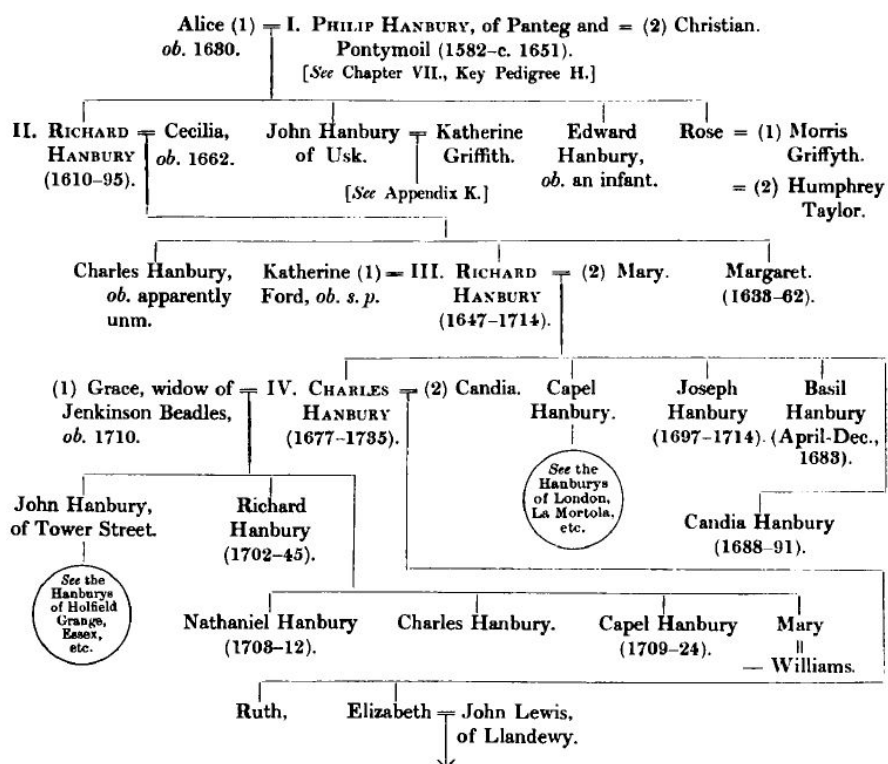 Alice (1) = I. PHILIP HANBURY, of Panteg and = (2) Christian.
ob. 1680. Pontymoil (1582–c. 1651).
[See Chapter VII., Key Pedigree H.]
II. RICHARD = Cecilia, John Hanbury = Katherine Edward Rose = (1) Morris
HANBURY ob. 1662. of Usk. Griffith. Hanbury, Griffyth.
(1610–95). [See Appendix K.] ob. an infant. = (2) Humphrey
Taylor.
Charles Hanbury, Katherine (1) = III. RICHARD = (2) Mary. Margaret.
ob. apparently Ford, ob. s. p. HANBURY (1638–62).
unm. (1647–1714).
(1) Grace, widow of = IV. CHARLES = (2) Candia. Capel Joseph Basil
Jenkinson Beadles, HANBURY Hanbury. Hanbury Hanbury
ob. 1710. (1677–1735). (1697–1714). (April-Dec.,
1683).
See the
Hanburys
of London,
La Mortola,
etc.
John Hanbury, Richard Candia Hanbury
of Tower Street. Hanbury (1688–91).
(1702–45).
See the
Hanburys
of Holfield
Grange,
Essex,
etc.
Nathaniel Hanbury Charles Hanbury. Capel Hanbury Mary
(1708–12). (1709–24). =
— Williams.
Ruth, Elizabeth = John Lewis,
of Llandewy.